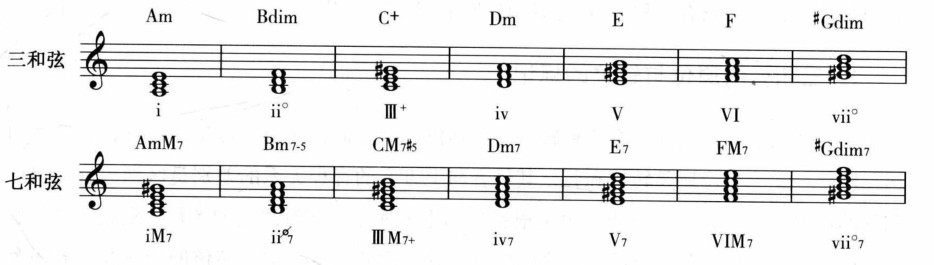 Am Bdim C+ Dm E F #Gdim
三和弦
i ii° III+ iv V VI vii°
AmM7 Bm7-5 CM7#5 Dm7 E7 FM7 #Gdim7
七和弦
iM7 iiø7 IIIM7+ iv7 V7 VIM7 vii°7